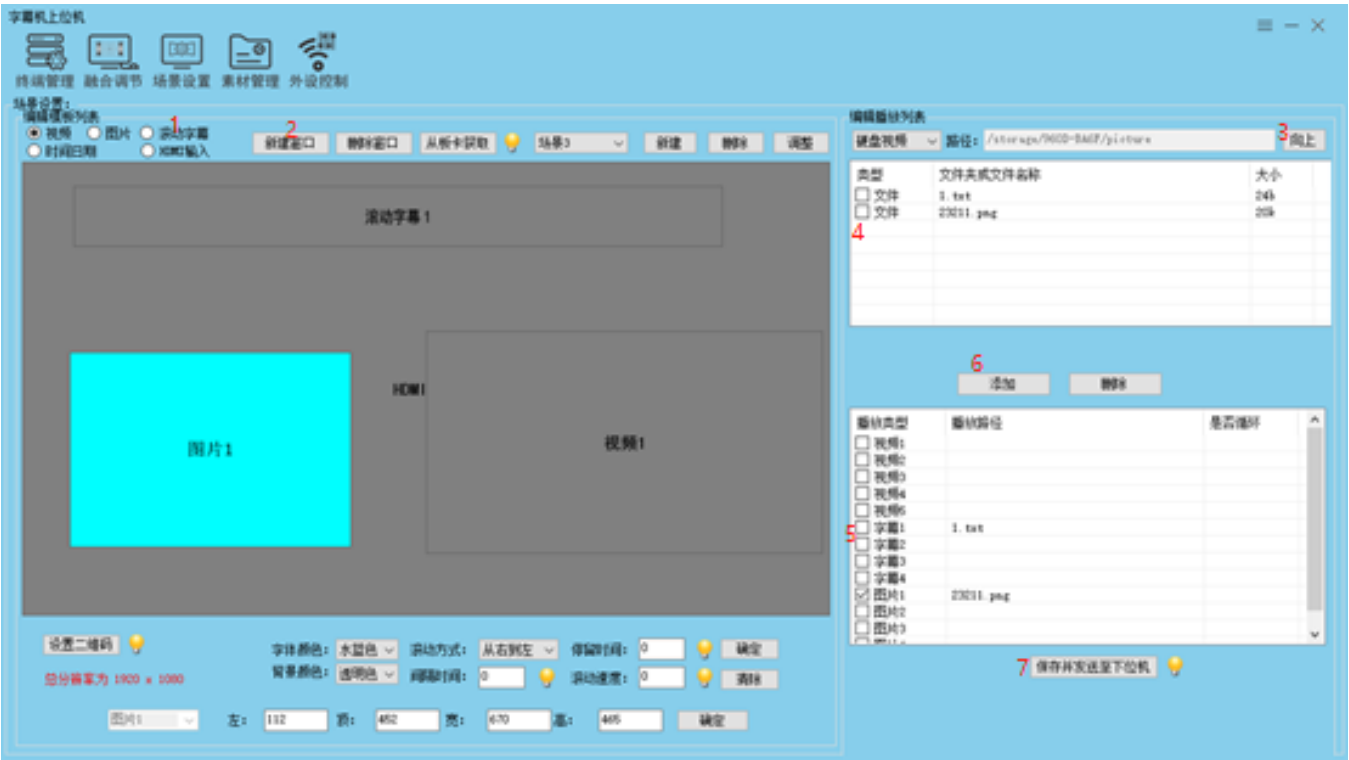 字幕机上位机
终端管理 融合调节 场景设置 素材管理 外设控制
场景设置：
编辑模板列表
1
视频 图片 滚动字幕
时间日期 HDMI输入
2
新建窗口 删除窗口 从板卡获取 场景3 新建 删除 调整
滚动字幕1
HDMI
图片1
视频1
设置二维码
总分辨率为 1920 * 1080
字体颜色： 水蓝色 滚动方式： 从右到左 停留时间： 0 确定
背景颜色： 透明色 间隔时间： 0 滚动速度： 0 清除
图片1 左： 112 顶： 452 宽： 670 高： 465 确定
编辑播放列表
3
硬盘视频 路径： 向上
类型 文件夹或文件名称 大小
文件 1.txt 24b
文件 23211.png
4
6
添加 删除
播放类型 播放路径 是否循环
视频1
视频2
视频3
视频4
视频5
5
字幕1 1.txt
字幕2
字幕3
字幕4
图片1 23211.png
图片2
图片3
7 保存并发送至下位机